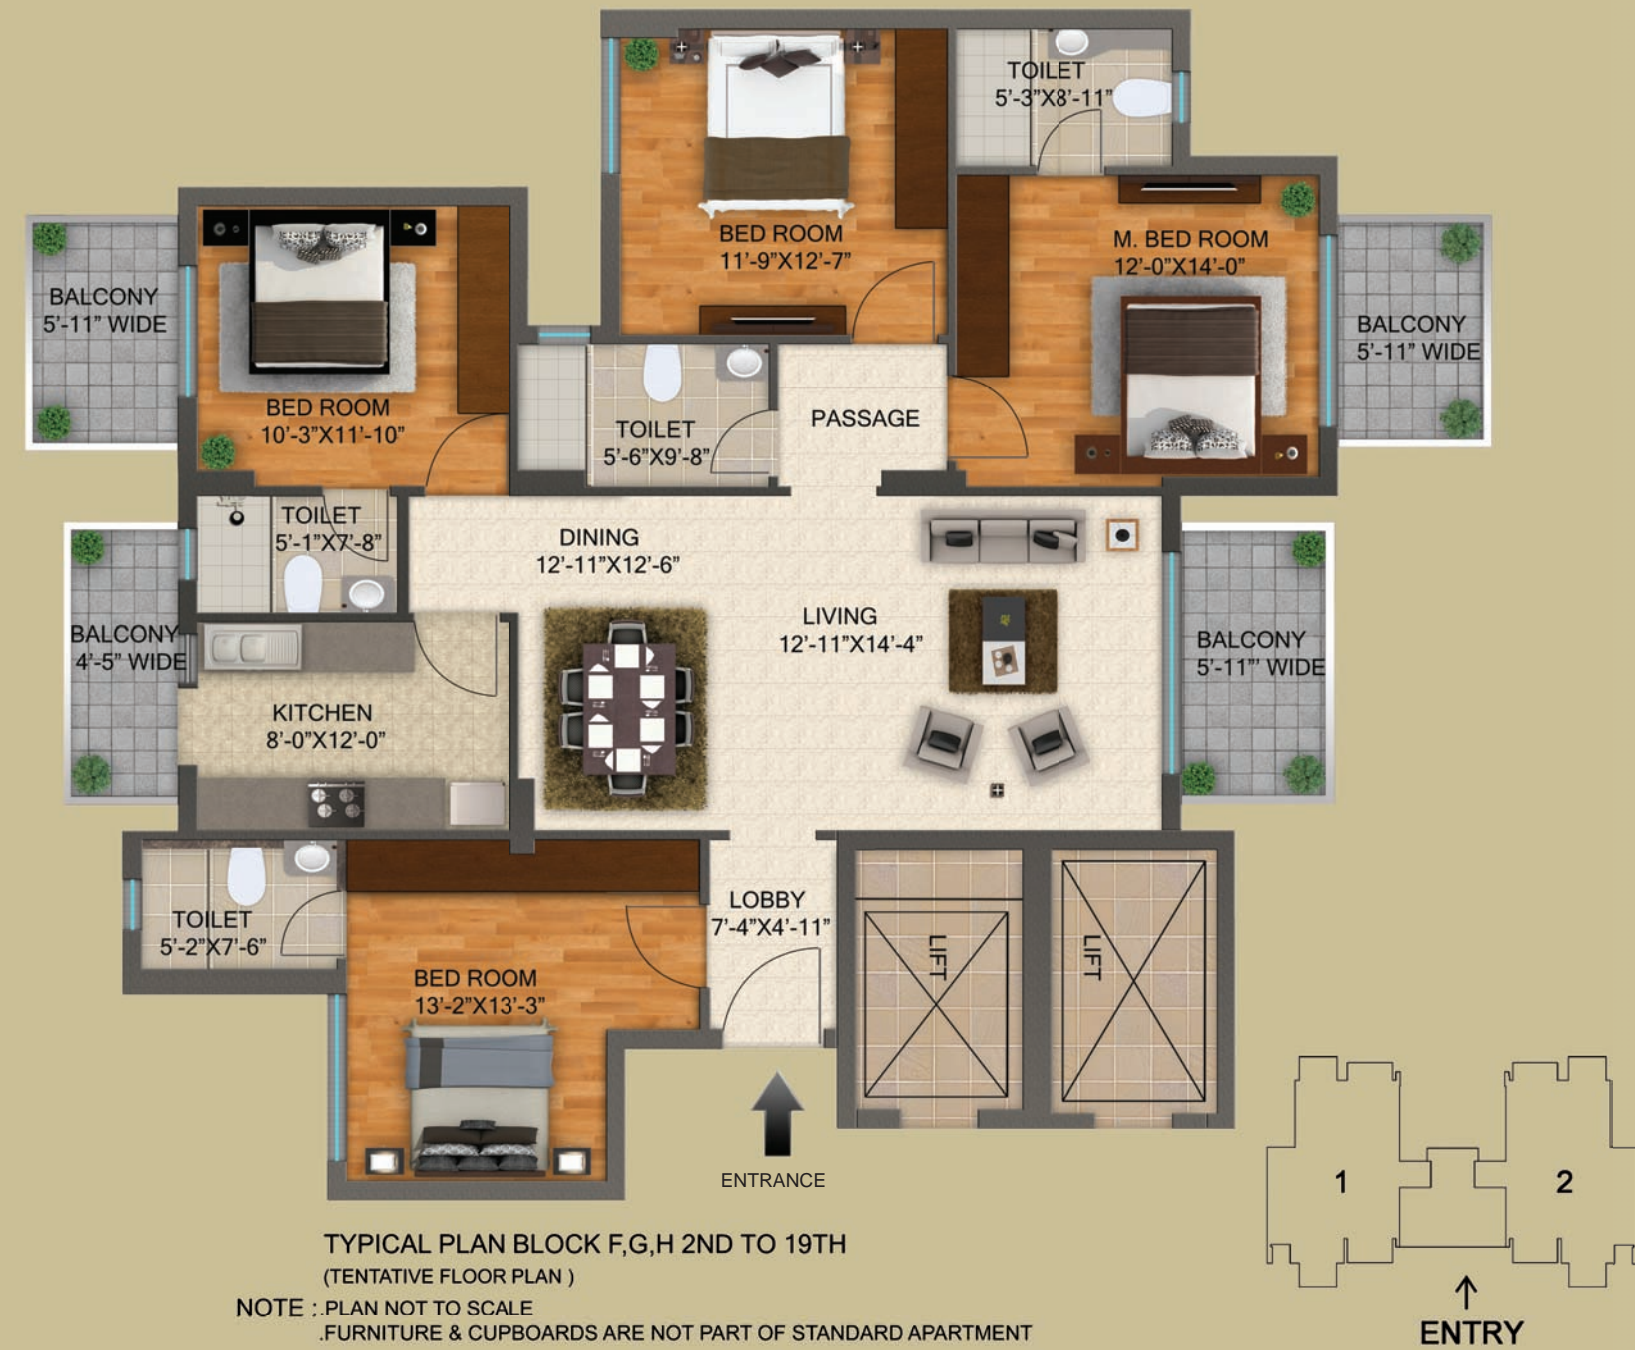 TOILET
5'-3"X8'-11"
BED ROOM
11'-9"X12'-7"
M. BED ROOM
12'-0"X14'-0"
BALCONY
5'-11" WIDE
BALCONY
5'-11" WIDE
BED ROOM
10'-3"X11'-10"
TOILET
5'-6"X9'-8"
PASSAGE
TOILET
5'-1"X7'-8"
DINING
12'-11"X12'-6"
LIVING
12'-11"X14'-4"
BALCONY
4'-5" WIDE
BALCONY
5'-11"' WIDE
KITCHEN
8'-0"X12'-0"
TOILET
5'-2"X7'-6"
LOBBY
7'-4"X4'-11"
LIFT
LIFT
BED ROOM
13'-2"X13'-3"
ENTRANCE
1
2
ENTRY
TYPICAL PLAN BLOCK F,G,H 2ND TO 19TH
(TENTATIVE FLOOR PLAN )
NOTE :.PLAN NOT TO SCALE
.FURNITURE & CUPBOARDS ARE NOT PART OF STANDARD APARTMENT